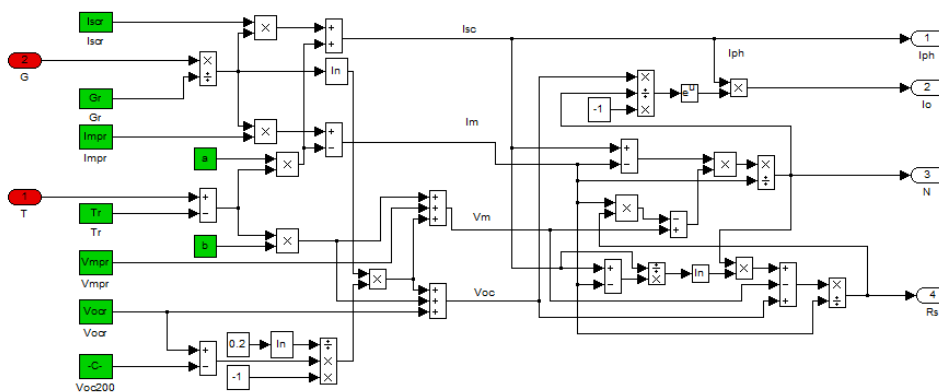 Iscr
Iscr
Isc
1
Iph
2
G
ln
Gr
Gr
-1
e^u
2
Io
Impr
Impr
Im
a
3
N
1
T
Tr
Tr
b
Vm
Vmpr
Vmpr
ln
Voc
4
Rs
Vocr
Vocr
0.2
ln
-C-
Voc200
-1